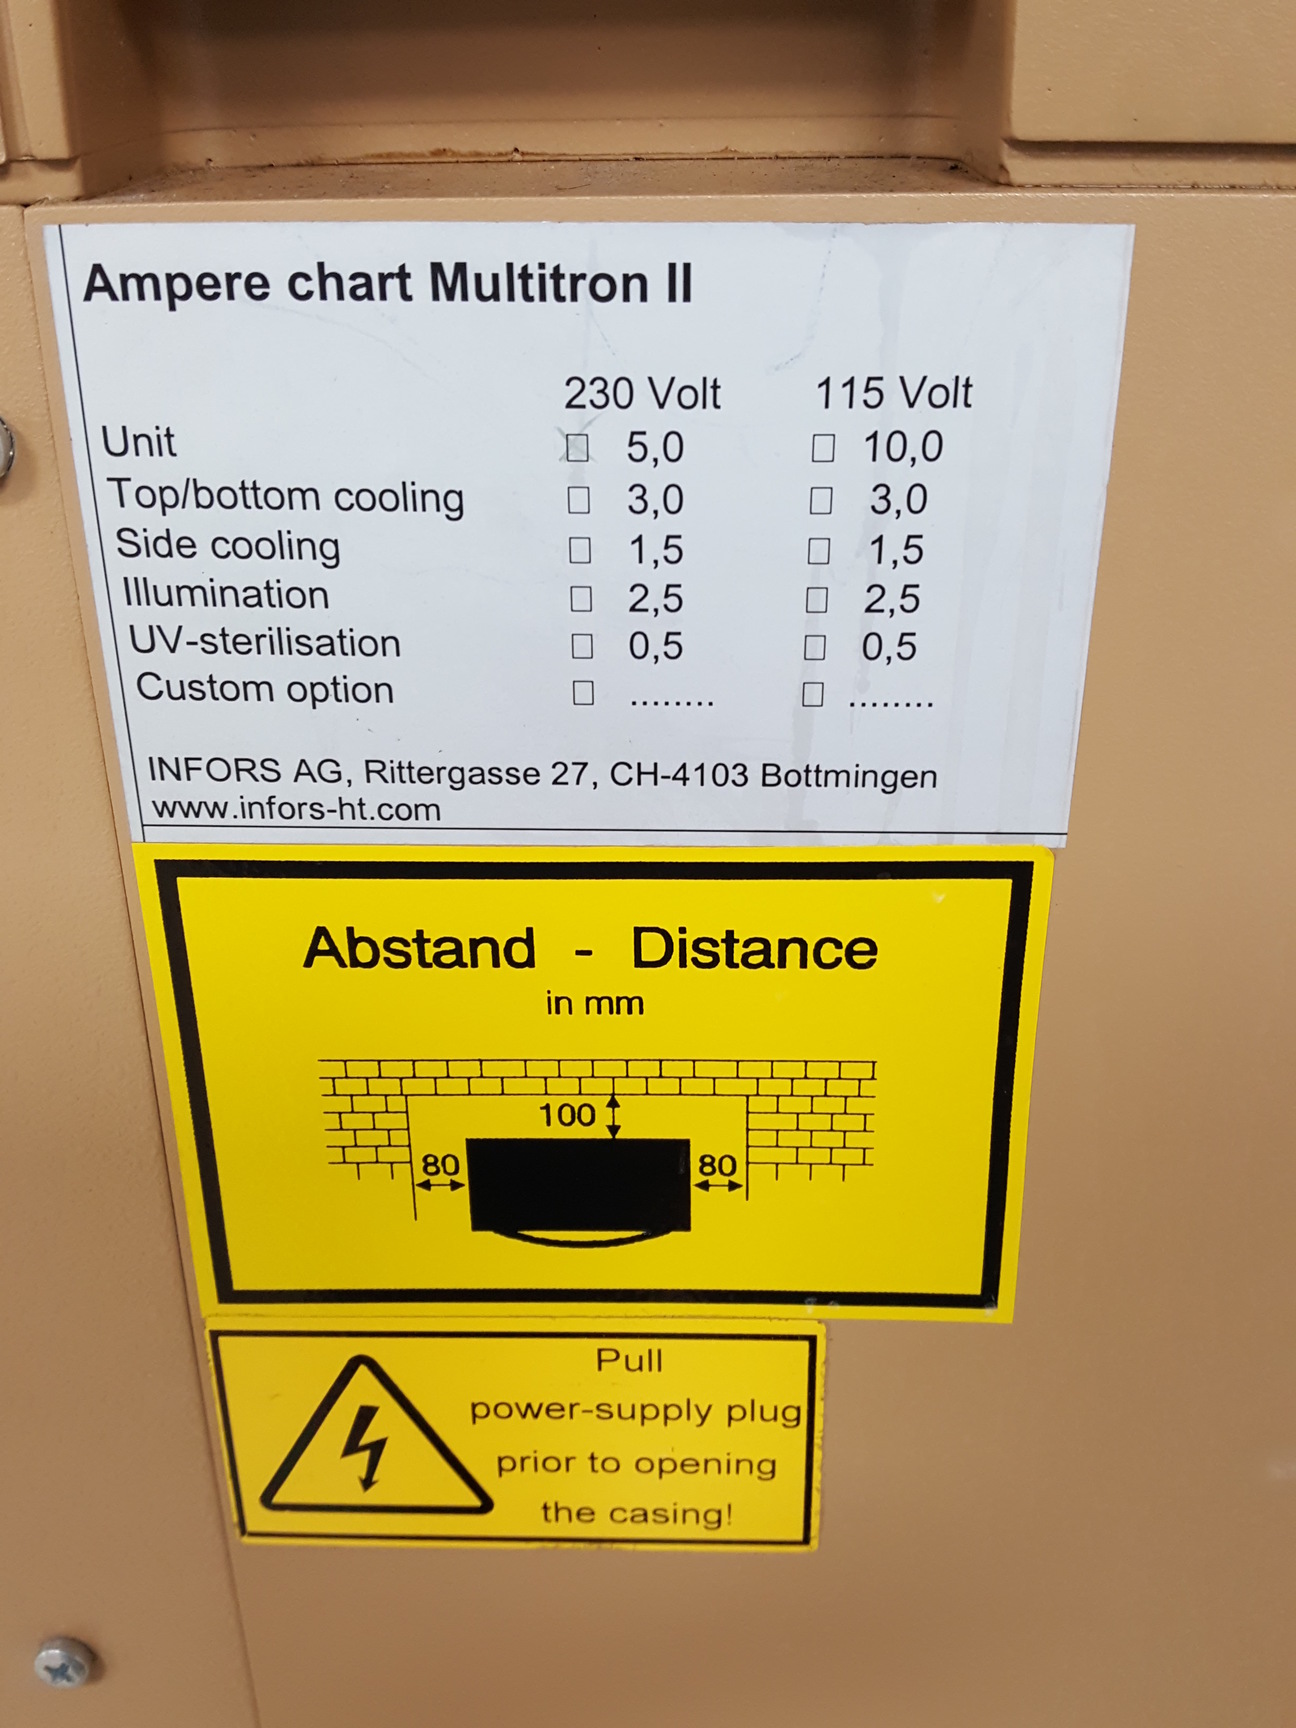 Ampere chart Multitron II
230 Volt 115 Volt
Unit ☒ 5,0 ☐ 10,0
Top/bottom cooling ☐ 3,0 ☐ 3,0
Side cooling ☐ 1,5 ☐ 1,5
Illumination ☐ 2,5 ☐ 2,5
UV-sterilisation ☐ 0,5 ☐ 0,5
Custom option ☐ ........ ☐ ........
INFORS AG, Rittergasse 27, CH-4103 Bottmingen
www.infors-ht.com
Abstand - Distance
in mm
100
80 80
Pull
power-supply plug
prior to opening
the casing!